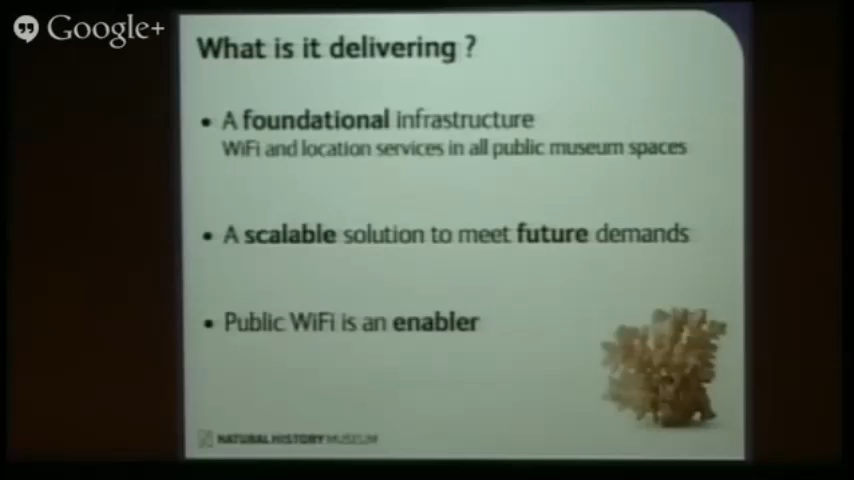 Google+
What is it delivering ?
• A foundational infrastructure
WiFi and location services in all public museum spaces
• A scalable solution to meet future demands
• Public WiFi is an enabler
NATURAL HISTORY MUSEUM